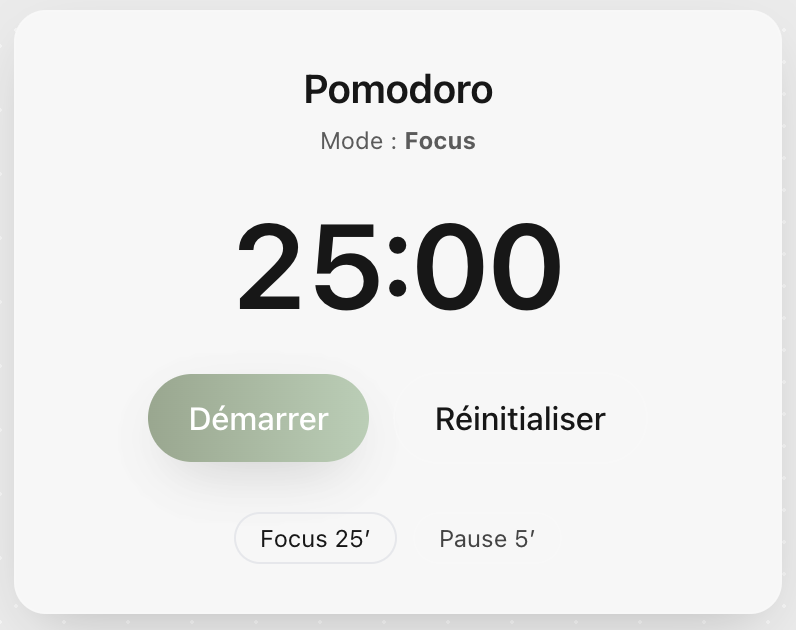 Pomodoro
Mode : Focus
25:00
Démarrer
Réinitialiser
Focus 25′
Pause 5′